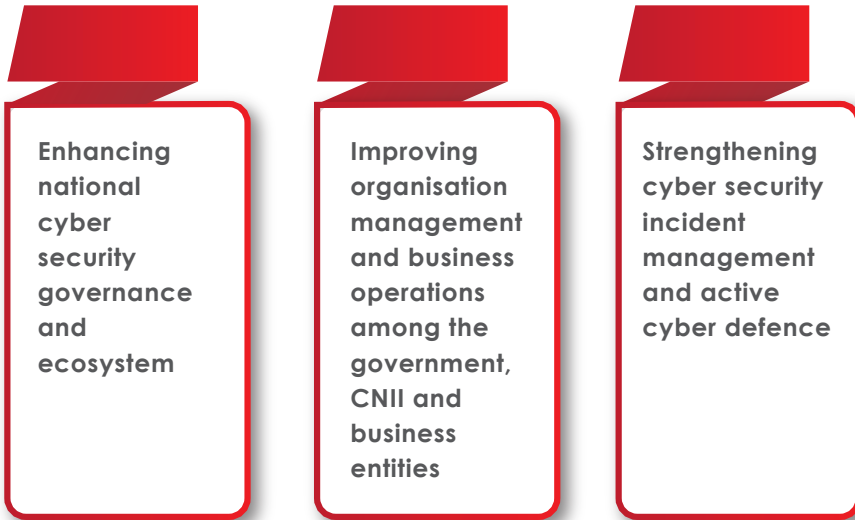 Enhancing
national
cyber
security
governance
and
ecosystem
Improving
organisation
management
and business
operations
among the
government,
CNII and
business
entities
Strengthening
cyber security
incident
management
and active
cyber defence